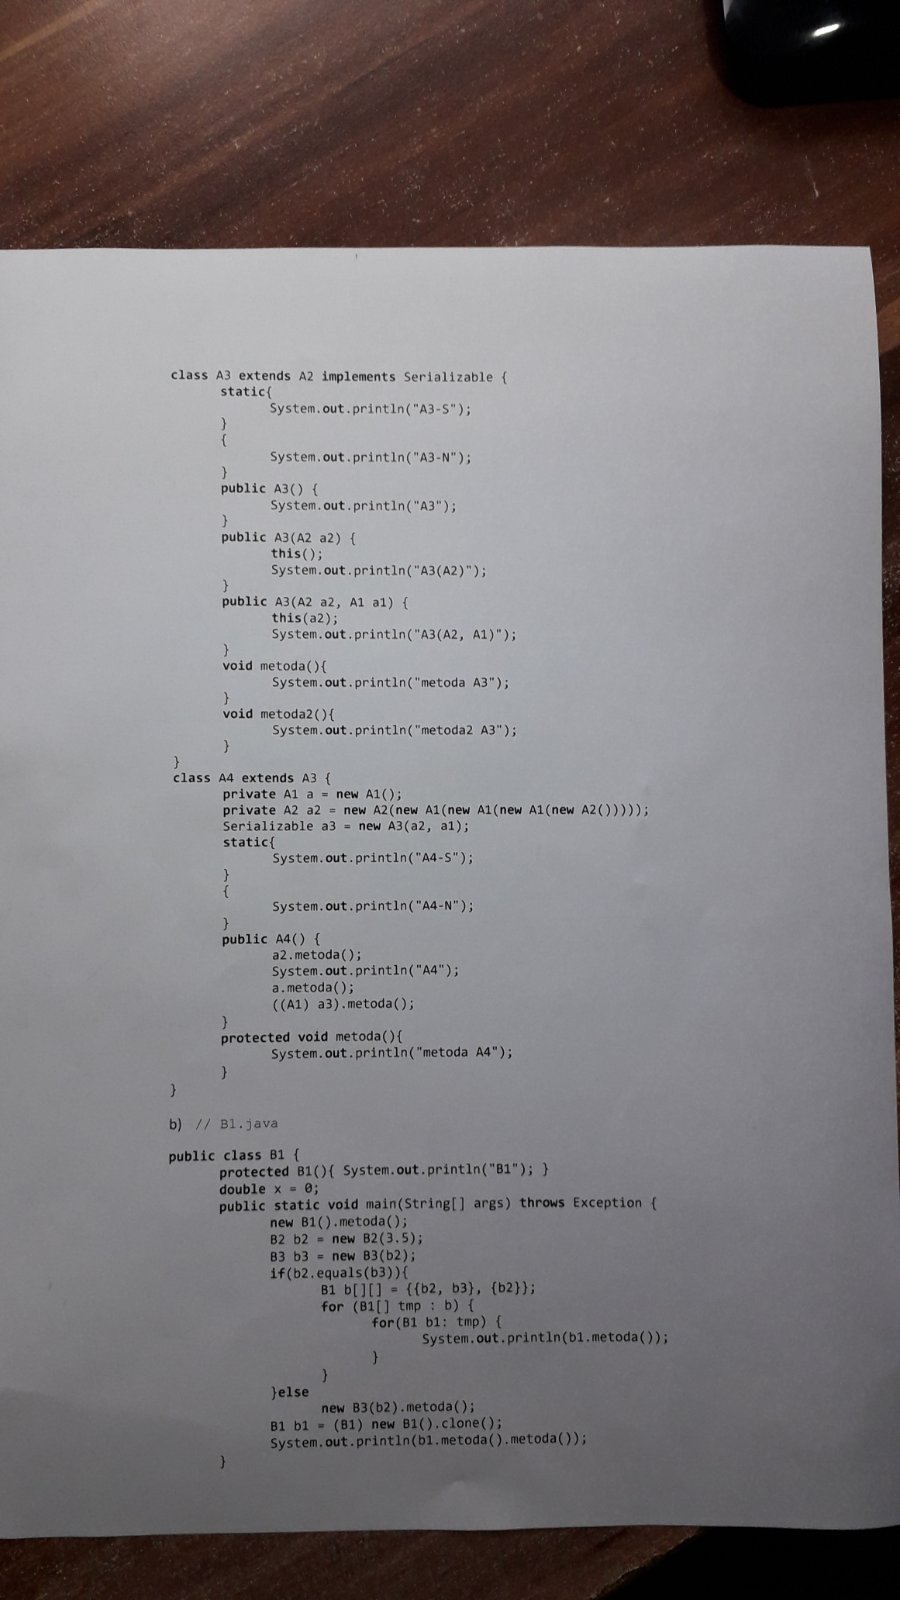 class A3 extends A2 implements Serializable {
static{
System.out.println("A3-S");
}
{
System.out.println("A3-N");
}
public A3() {
System.out.println("A3");
}
public A3(A2 a2) {
this();
System.out.println("A3(A2)");
}
public A3(A2 a2, A1 a1) {
this(a2);
System.out.println("A3(A2, A1)");
}
void metoda(){
System.out.println("metoda A3");
}
void metoda2(){
System.out.println("metoda2 A3");
}
}
class A4 extends A3 {
private A1 a = new A1();
private A2 a2 = new A2(new A1(new A1(new A1(new A2()))));
Serializable a3 = new A3(a2, a1);
static{
System.out.println("A4-S");
}
{
System.out.println("A4-N");
}
public A4() {
a2.metoda();
System.out.println("A4");
a.metoda();
((A1) a3).metoda();
}
protected void metoda(){
System.out.println("metoda A4");
}
}
b) // B1.java
public class B1 {
protected B1(){ System.out.println("B1"); }
double x = 0;
public static void main(String[] args) throws Exception {
new B1().metoda();
B2 b2 = new B2(3.5);
B3 b3 = new B3(b2);
if(b2.equals(b3)){
B1 b[][] = {{b2, b3}, {b2}};
for (B1[] tmp : b) {
for(B1 b1: tmp) {
System.out.println(b1.metoda());
}
}
}else
new B3(b2).metoda();
B1 b1 = (B1) new B1().clone();
System.out.println(b1.metoda().metoda());
}